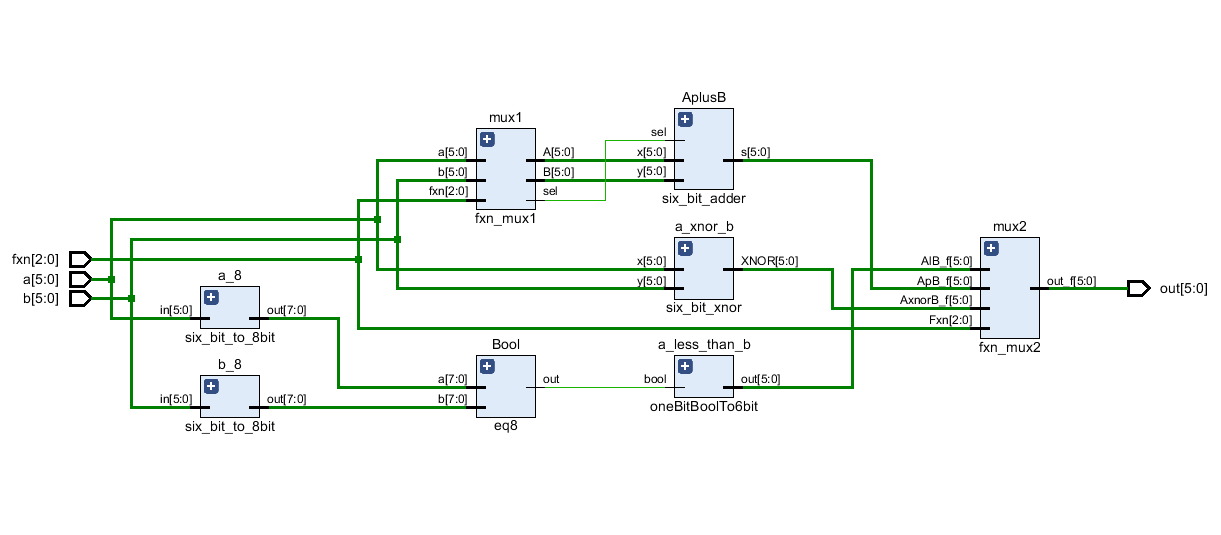 AplusB
mux1
sel
a[5:0]
A[5:0]
x[5:0]
s[5:0]
b[5:0]
B[5:0]
y[5:0]
fxn[2:0]
sel
six_bit_adder
fxn_mux1
a_xnor_b
mux2
fxn[2:0]
a[5:0]
b[5:0]
x[5:0]
XNOR[5:0]
AlB_f[5:0]
y[5:0]
ApB_f[5:0]
out_f[5:0]
out[5:0]
AxnorB_f[5:0]
six_bit_xnor
Fxn[2:0]
fxn_mux2
a_8
in[5:0]
out[7:0]
six_bit_to_8bit
Bool
a_less_than_b
b_8
a[7:0]
out
bool
out[5:0]
in[5:0]
out[7:0]
b[7:0]
oneBitBoolTo6bit
six_bit_to_8bit
eq8